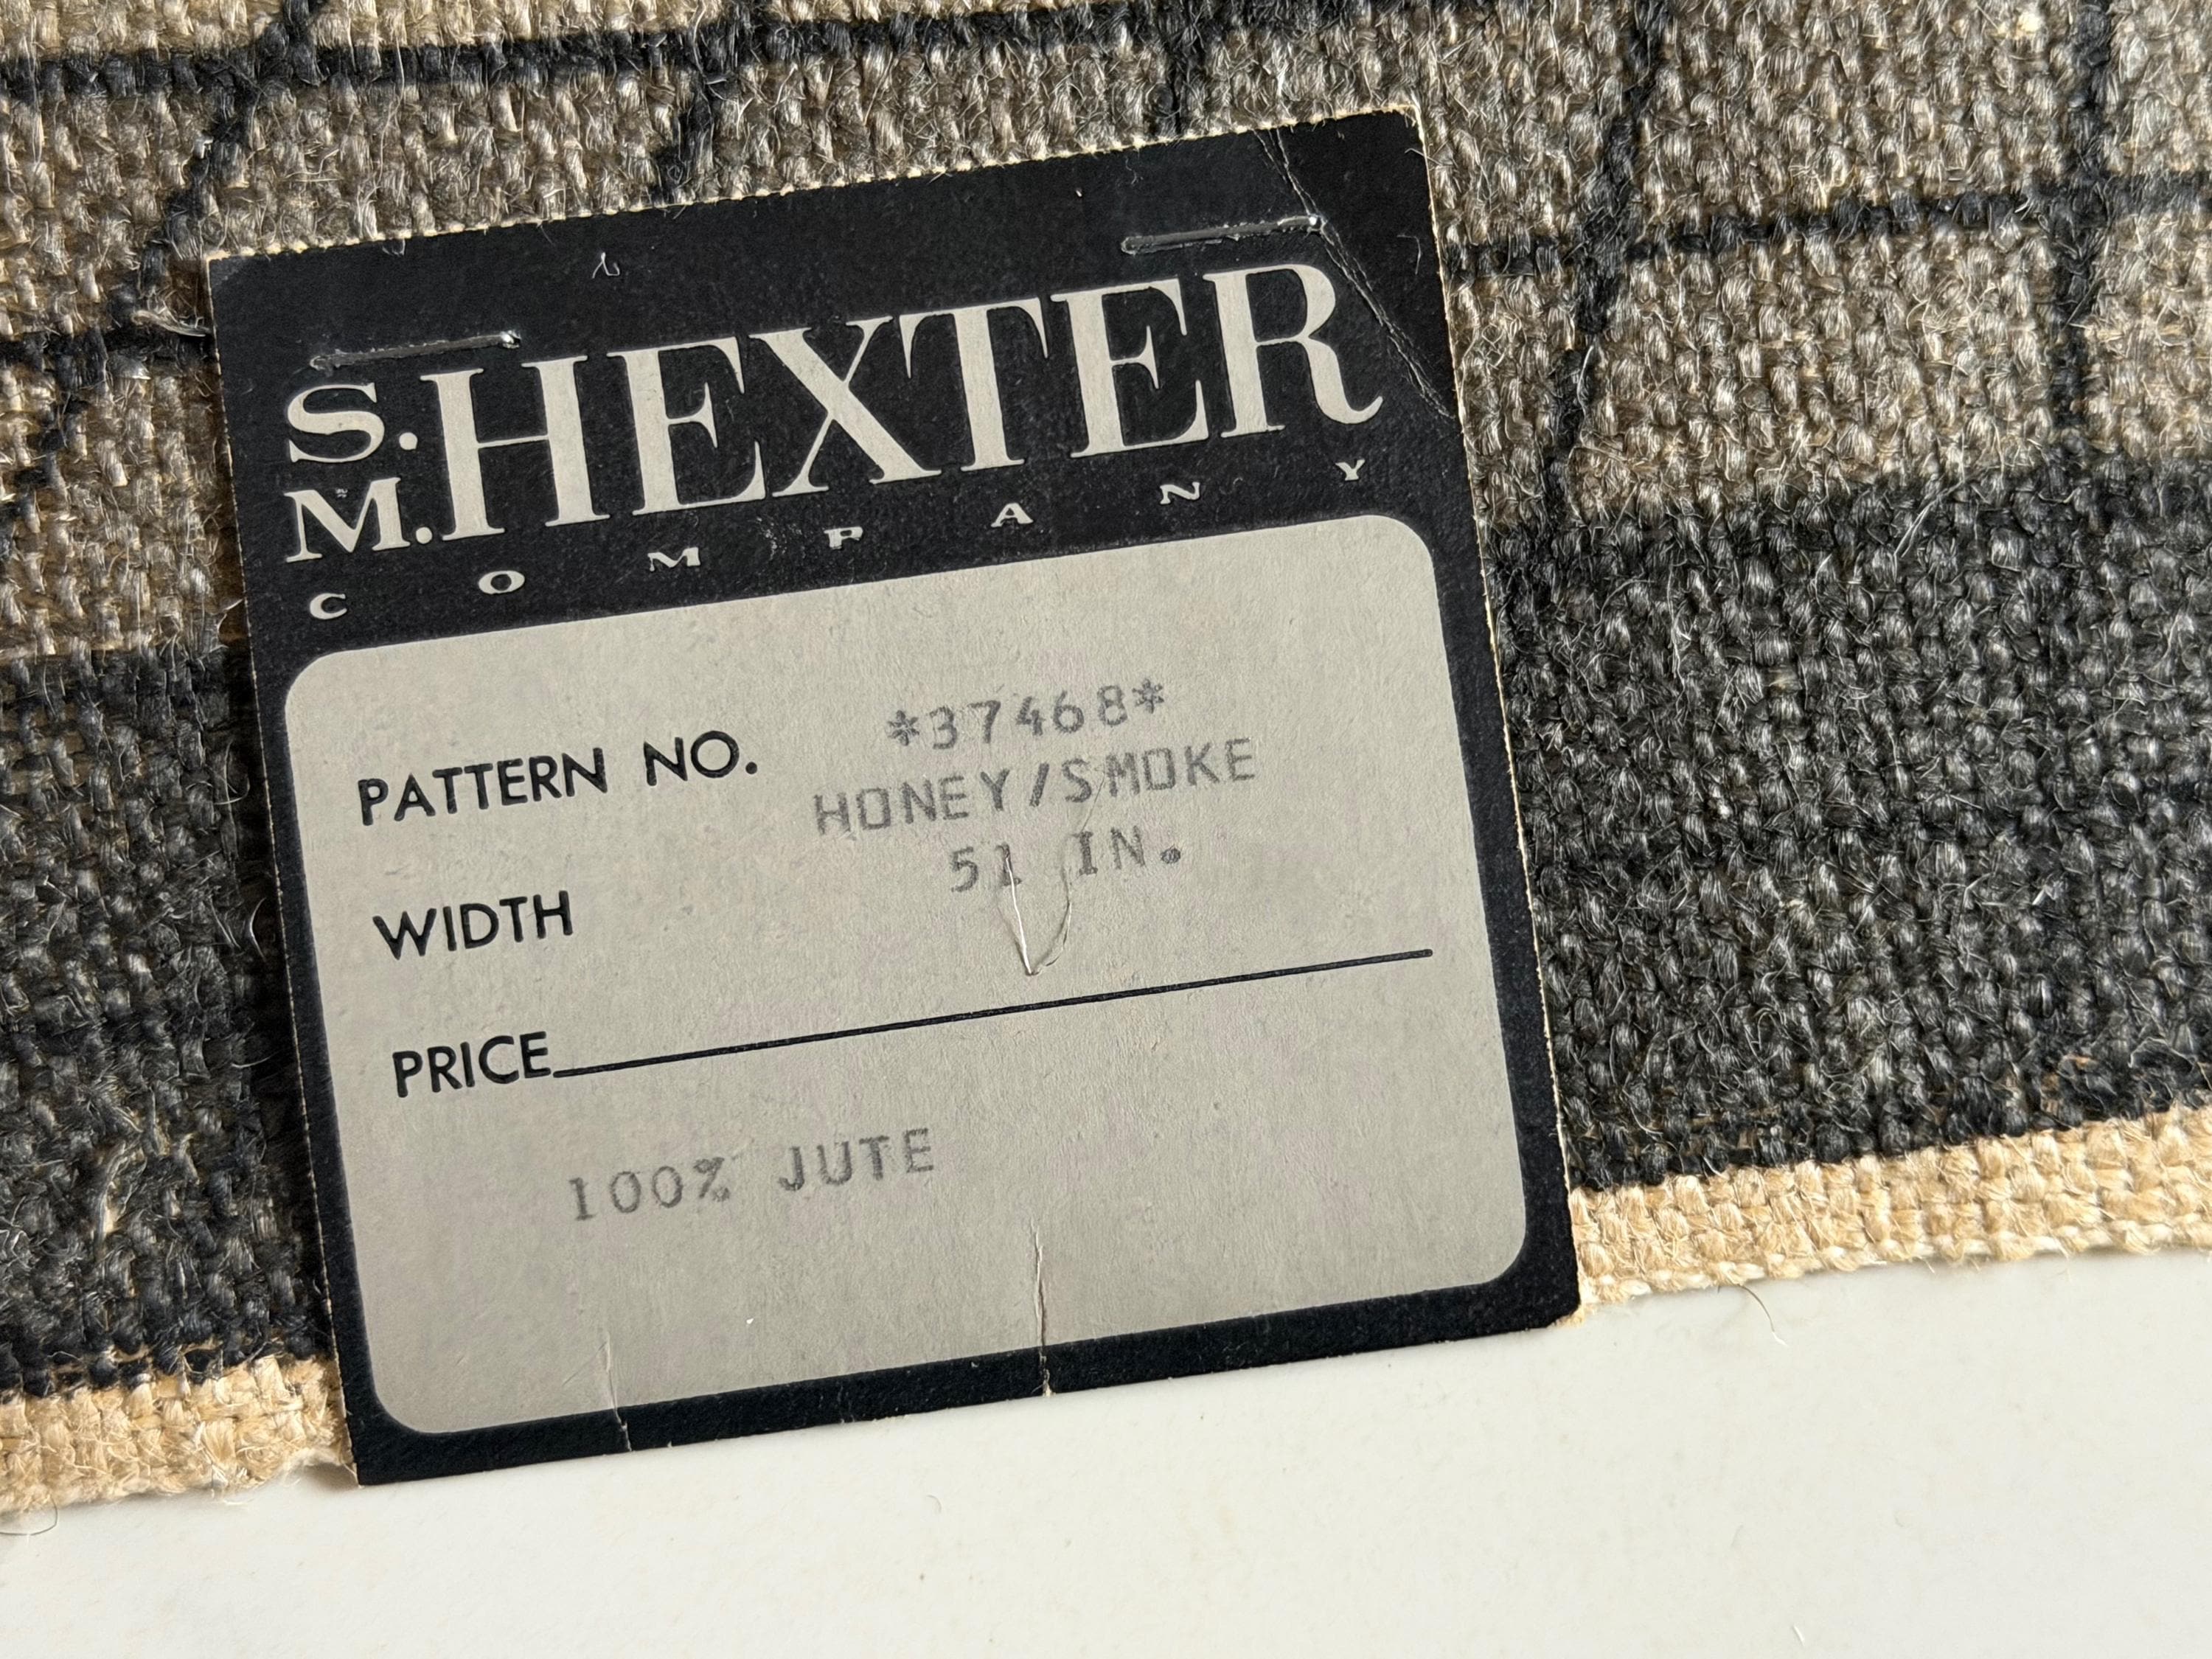 S. M. HEXTER
COMPANY
PATTERN NO. *37468*
HONEY/SMOKE
51 IN.
WIDTH
PRICE
100% JUTE